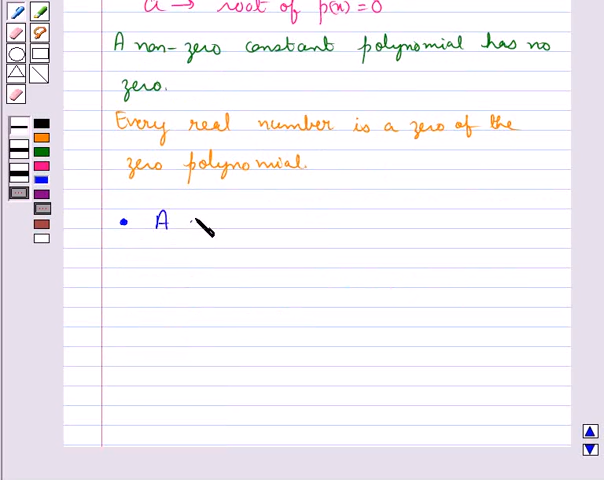 a → root of p(x) = 0
A non-zero constant polynomial has no
zero.
Every real number is a zero of the
zero polynomial.
• A